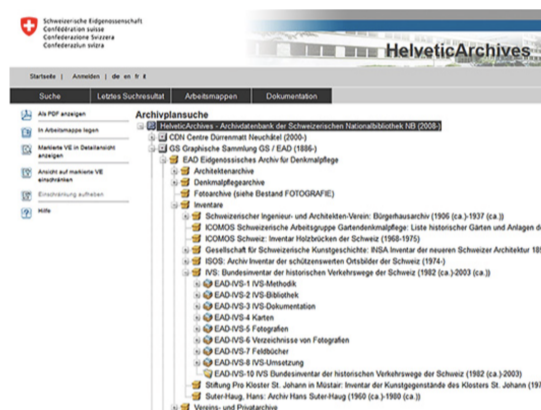 Schweizerische Eidgenossenschaft
Confédération suisse
Confederazione Svizzera
Confederaziun svizra
HelveticArchives
Startseite | Anmelden | de en fr it
Suche Letztes Suchresultat Arbeitsmappen Dokumentation
Als PDF anzeigen
In Arbeitsmappe legen
Markierte VE in Detailansicht anzeigen
Ansicht auf markierte VE einschränken
Einschränkung aufheben
Hilfe
Archivplansuche
HelveticArchives - Archivdatenbank der Schweizerischen Nationalbibliothek NB (2008-)
CDN Centre Dürrenmatt Neuchâtel (2000-)
GS Graphische Sammlung GS / EAD (1886-)
EAD Eidgenössisches Archiv für Denkmalpflege
Architektenarchive
Denkmalpflegearchive
Fotoarchive (siehe Bestand FOTOGRAFIE)
Inventare
Schweizerischer Ingenieur- und Architekten-Verein: Bürgerhausarchiv (1906 (ca.)-1937 (ca.))
ICOMOS Schweizerische Arbeitsgruppe Gartendenkmalpflege: Liste historischer Gärten und Anlagen d
ICOMOS Schweiz: Inventar Holzbrücken der Schweiz (1968-1975)
Gesellschaft für Schweizerische Kunstgeschichte: INSA Inventar der neueren Schweizer Architektur 185
ISOS: Archiv Inventar der schützenswerten Ortsbilder der Schweiz (1974-)
IVS: Bundesinventar der historischen Verkehrswege der Schweiz (1982 (ca.)-2003 (ca.))
EAD-IVS-1 IVS-Methodik
EAD-IVS-2 IVS-Bibliothek
EAD-IVS-3 IVS-Dokumentation
EAD-IVS-4 Karten
EAD-IVS-5 Fotografien
EAD-IVS-6 Verzeichnisse von Fotografien
EAD-IVS-7 Feldbücher
EAD-IVS-8 IVS-Umsetzung
EAD-IVS-10 IVS Bundesinventar der historischen Verkehrswege der Schweiz (1982 (ca.)-2003)
Stiftung Pro Kloster St. Johann in Müstair: Inventar der Kunstgegenstände des Klosters St. Johann (197
Suter-Haug, Hans: Archiv Hans Suter-Haug (1960 (ca.)-1980 (ca.))
Vereins- und Privatarchive